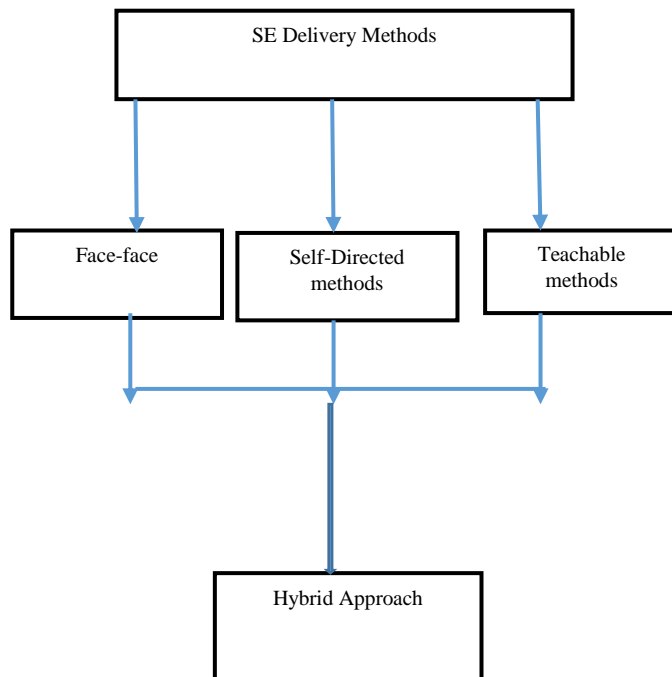 SE Delivery Methods
Face-face
Self-Directed
methods
Teachable
methods
Hybrid Approach